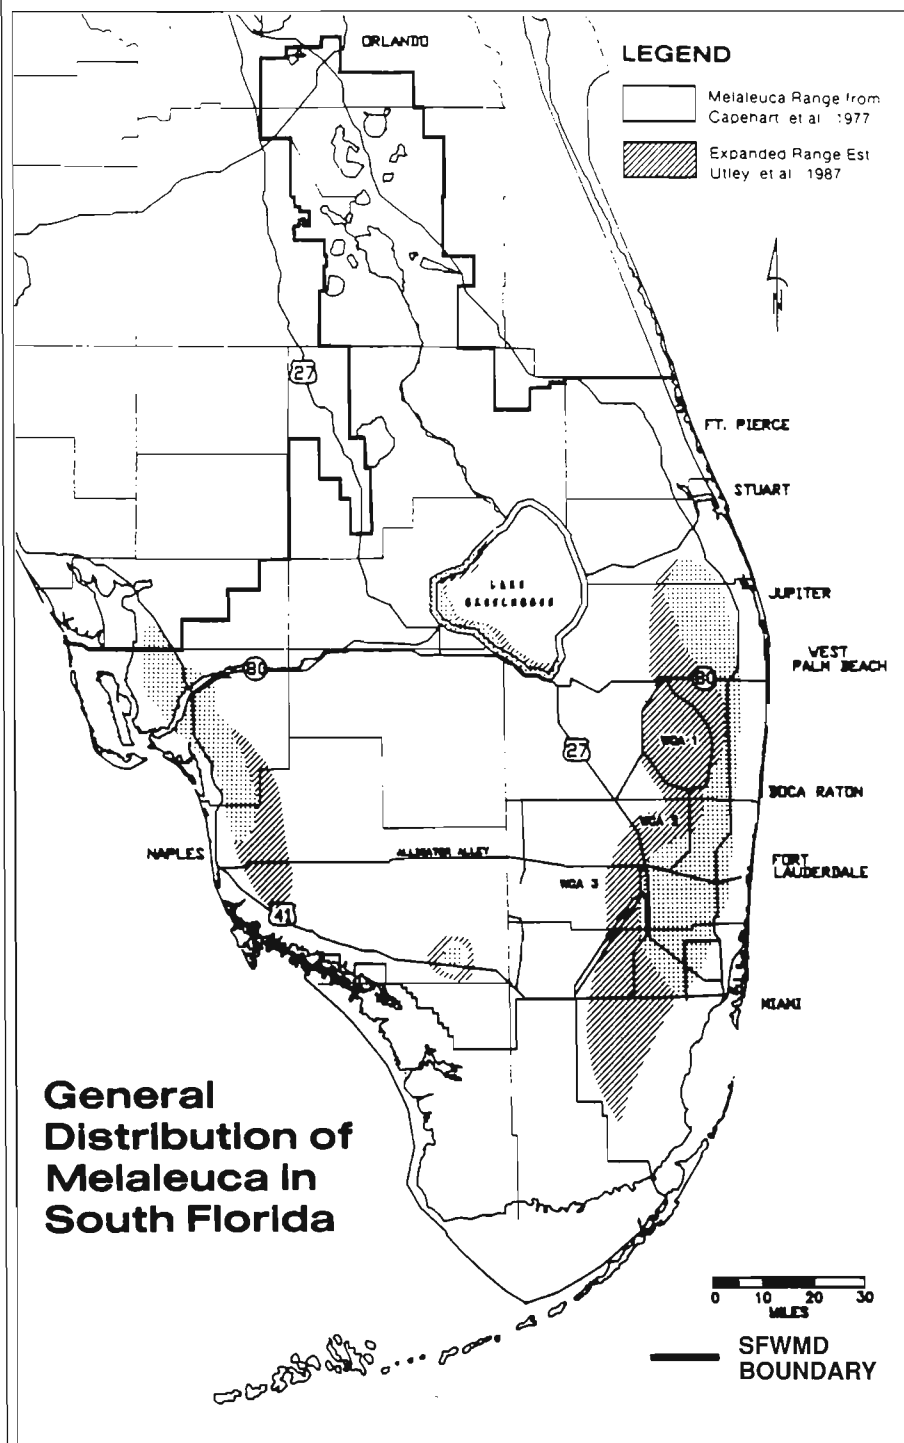 ORLANDO
LEGEND
Melaleuca Range from
Capehart et al 1977
Expanded Range Est
Utley et al 1987
N
27
FT. PIERCE
STUART
LAKE
OKEECHOBEE
JUPITER
WEST
PALM BEACH
80
80
WCA 1
27
BOCA RATON
WCA 2
NAPLES
ALLIGATOR ALLEY
FORT
LAUDERDALE
WCA 3
41
MIAMI
General
Distribution of
Melaleuca in
South Florida
0 10 20 30
MILES
SFWMD
BOUNDARY